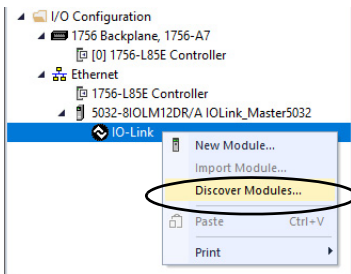 I/O Configuration
1756 Backplane, 1756-A7
[0] 1756-L85E Controller
Ethernet
1756-L85E Controller
5032-8IOLM12DR/A IOLink_Master5032
IO-Link
New Module...
Import Module...
Discover Modules...
Paste Ctrl+V
Print